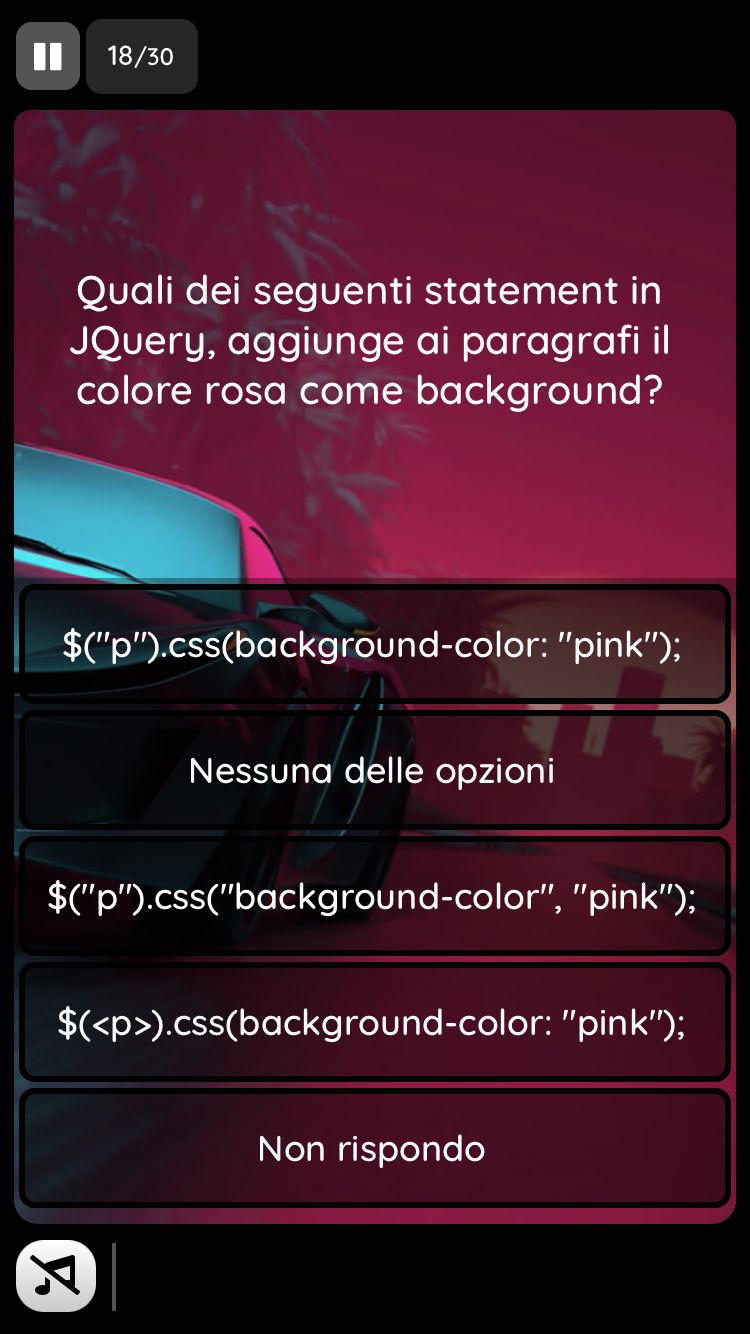 18/30
Quali dei seguenti statement in
JQuery, aggiunge ai paragrafi il
colore rosa come background?
$("p").css(background-color: "pink");
Nessuna delle opzioni
$("p").css("background-color", "pink");
$(<p>).css(background-color: "pink");
Non rispondo